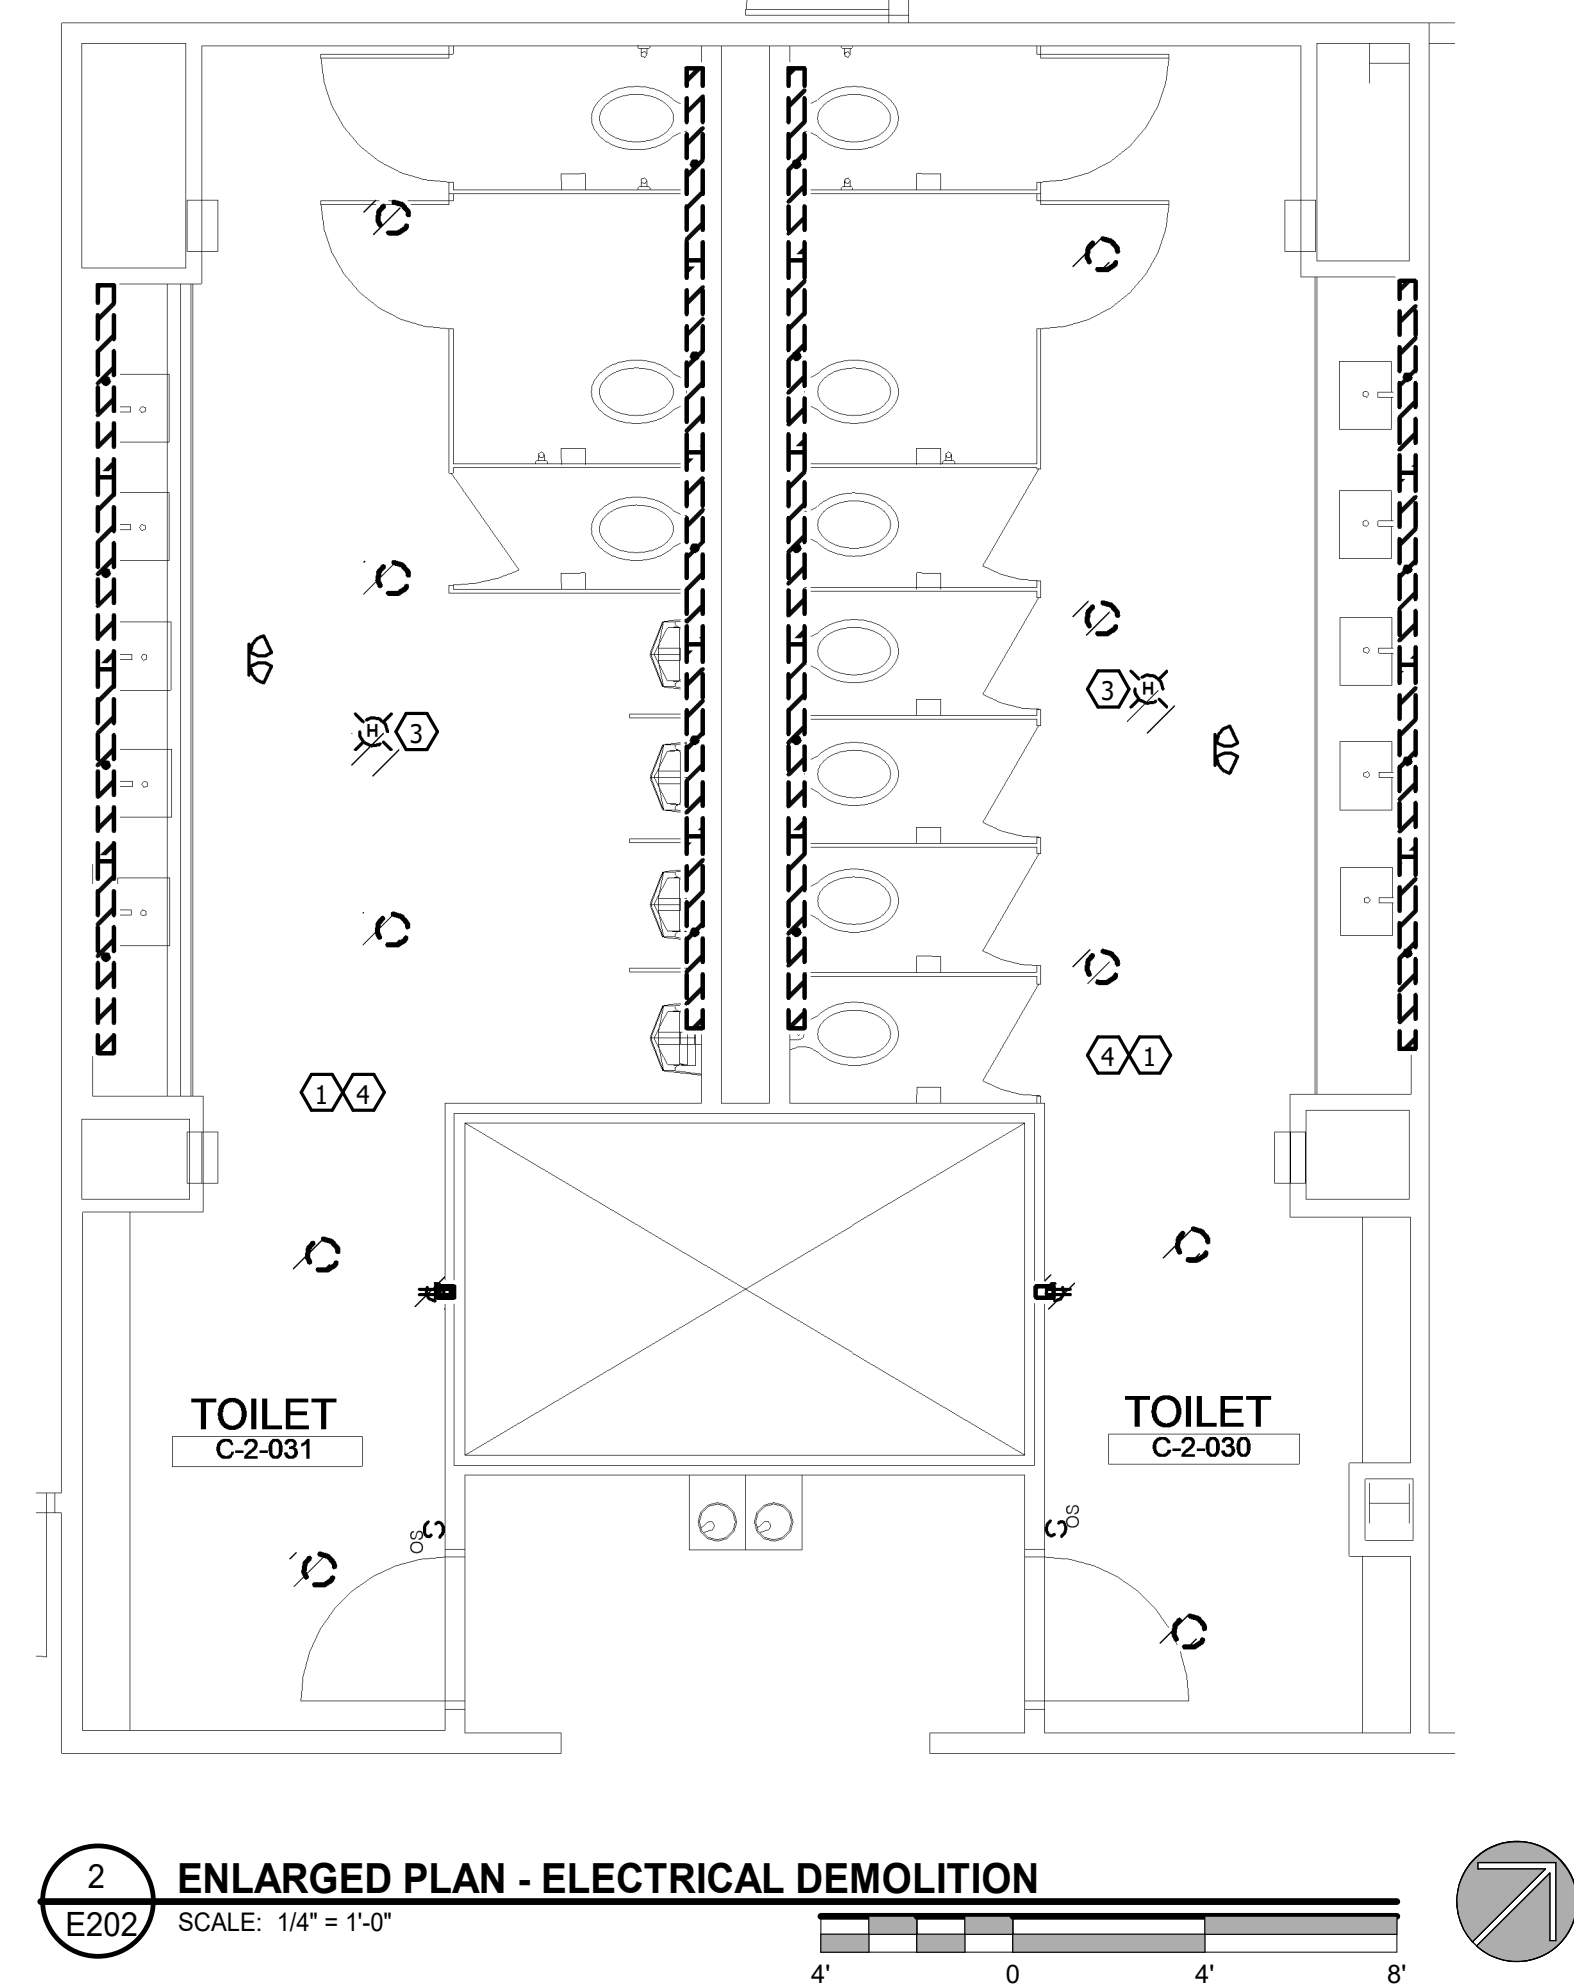 3
H
H
3
4 1
1 4
TOILET
C-2-031
TOILET
C-2-030
OS
OS
2
E202
ENLARGED PLAN - ELECTRICAL DEMOLITION
SCALE: 1/4" = 1'-0"
4' 0 4' 8'